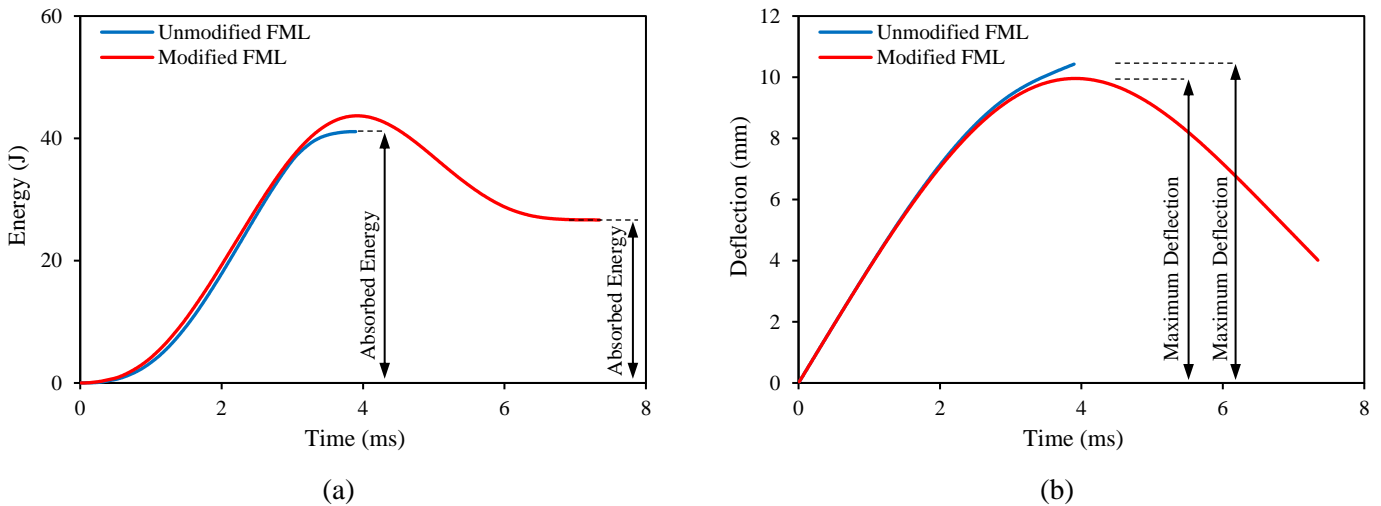 60
40
20
0
Energy (J)
Unmodified FML
Modified FML
Absorbed Energy
Absorbed Energy
0 2 4 6 8
Time (ms)
(a)
12
10
8
6
4
2
0
Deflection (mm)
Unmodified FML
Modified FML
Maximum Deflection
Maximum Deflection
0 2 4 6 8
Time (ms)
(b)